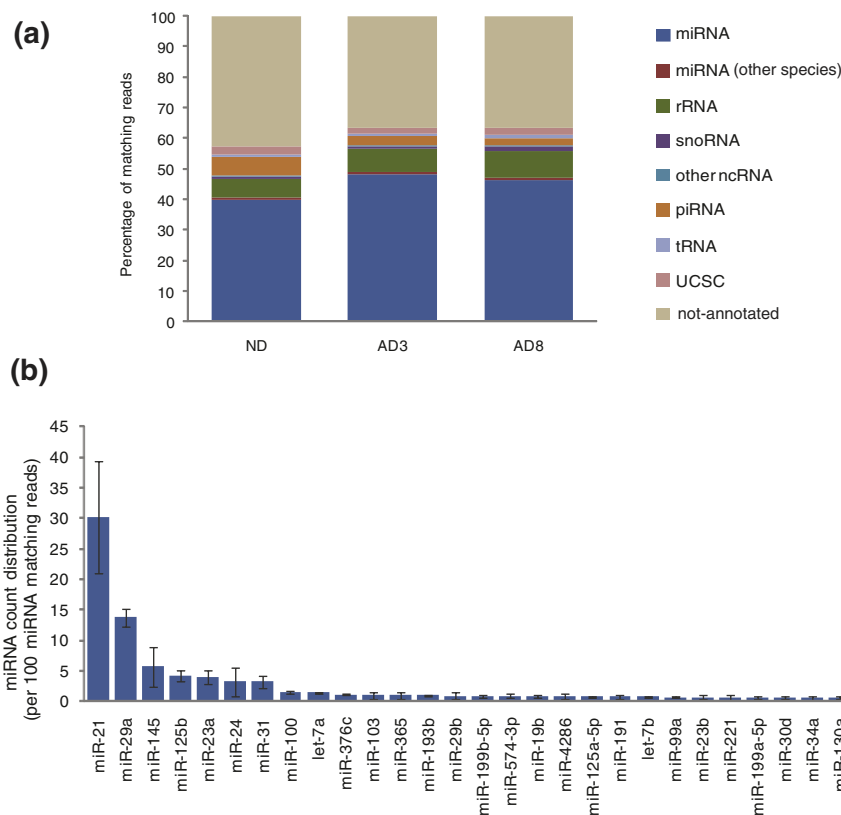 (a)
100
90
80
70
60
50
40
30
20
10
0
Percentage of matching reads
ND
AD3
AD8
miRNA
miRNA (other species)
rRNA
snoRNA
other ncRNA
piRNA
tRNA
UCSC
not-annotated
(b)
45
40
35
30
25
20
15
10
5
0
miRNA count distribution
(per 100 miRNA matching reads)
miR-21
miR-29a
miR-145
miR-125b
miR-23a
miR-24
miR-31
miR-100
let-7a
miR-376c
miR-103
miR-365
miR-193b
miR-29b
miR-199b-5p
miR-574-3p
miR-19b
miR-4286
miR-125a-5p
miR-191
let-7b
miR-99a
miR-23b
miR-221
miR-199a-5p
miR-30d
miR-34a
miR-130a